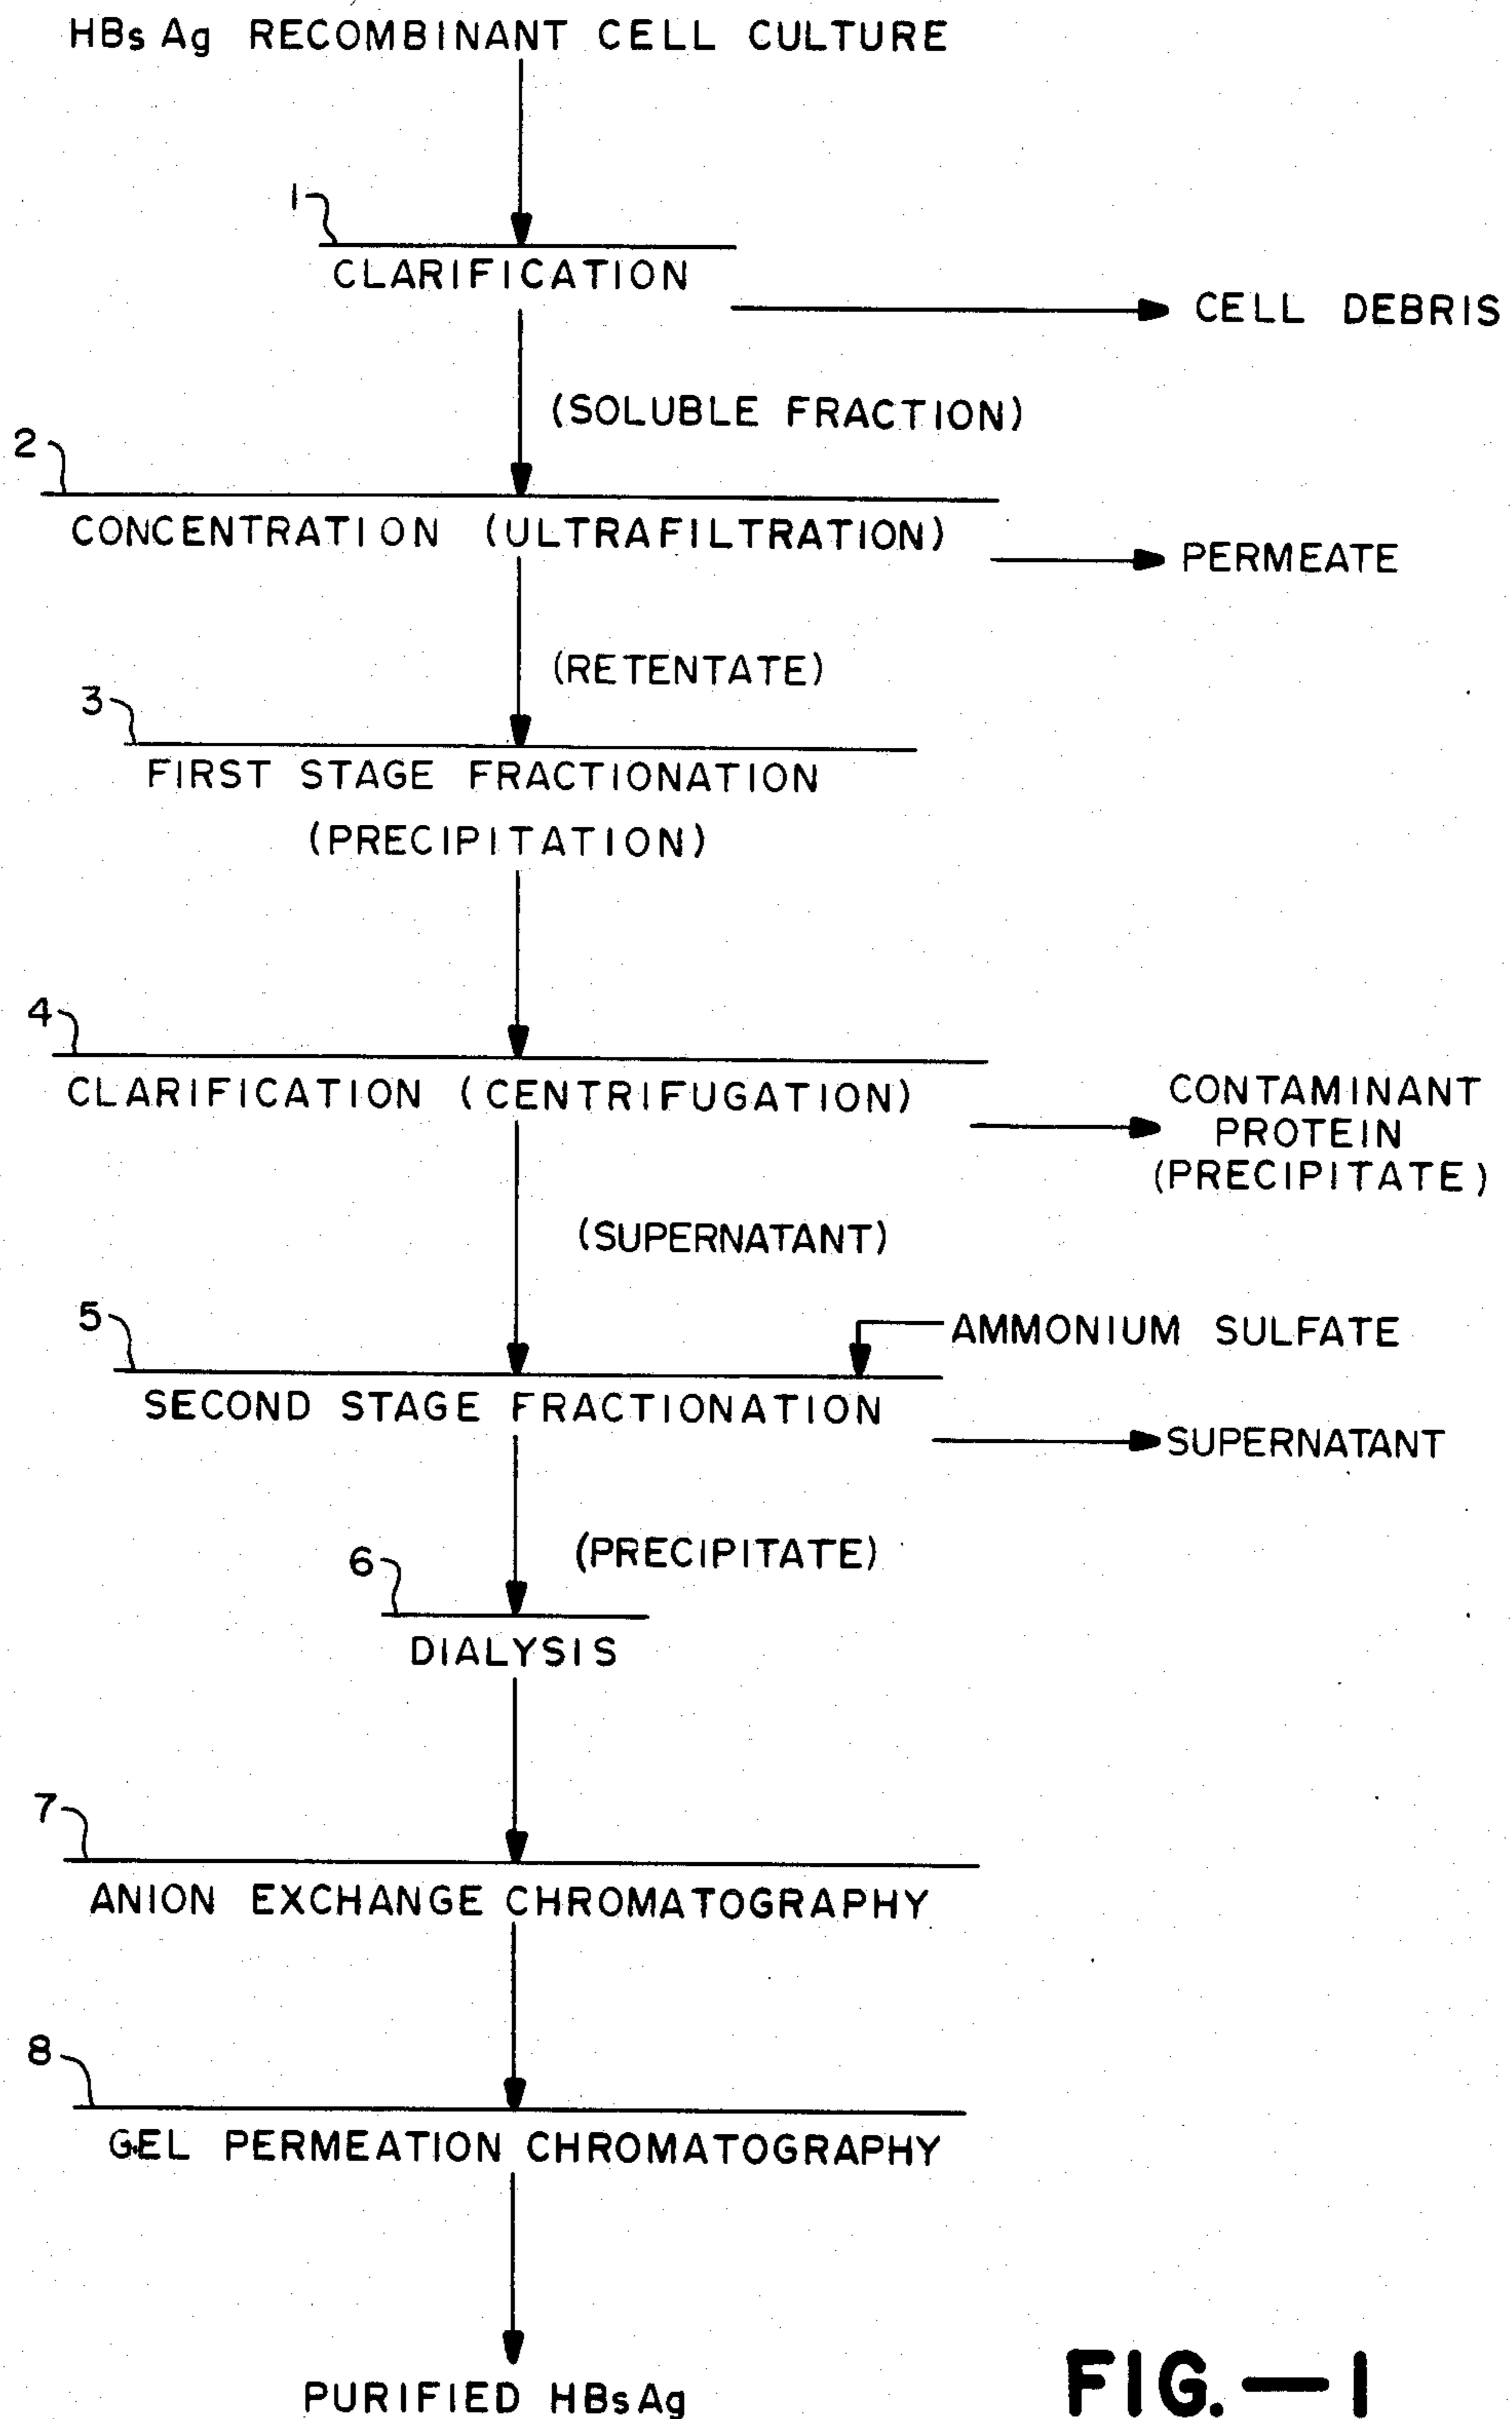 HBs Ag RECOMBINANT CELL CULTURE
1
CLARIFICATION
CELL DEBRIS
(SOLUBLE FRACTION)
2
CONCENTRATION (ULTRAFILTRATION)
PERMEATE
(RETENTATE)
3
FIRST STAGE FRACTIONATION
(PRECIPITATION)
4
CLARIFICATION (CENTRIFUGATION)
CONTAMINANT
PROTEIN
(PRECIPITATE)
(SUPERNATANT)
5
AMMONIUM SULFATE
SECOND STAGE FRACTIONATION
SUPERNATANT
(PRECIPITATE)
6
DIALYSIS
7
ANION EXCHANGE CHROMATOGRAPHY
8
GEL PERMEATION CHROMATOGRAPHY
PURIFIED HBsAg
FIG.—1